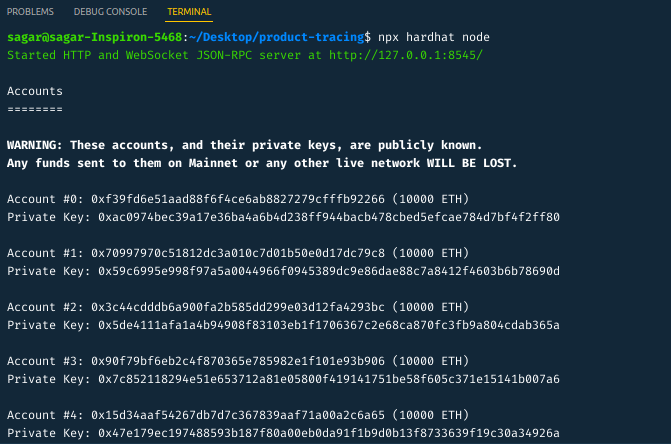 PROBLEMS DEBUG CONSOLE TERMINAL
sagar@sagar-Inspiron-5468:~/Desktop/product-tracing$ npx hardhat node
Started HTTP and WebSocket JSON-RPC server at http://127.0.0.1:8545/
Accounts
========
WARNING: These accounts, and their private keys, are publicly known.
Any funds sent to them on Mainnet or any other live network WILL BE LOST.
Account #0: 0xf39fd6e51aad88f6f4ce6ab8827279cfffb92266 (10000 ETH)
Private Key: 0xac0974bec39a17e36ba4a6b4d238ff944bacb478cbed5efcae784d7bf4f2ff80
Account #1: 0x70997970c51812dc3a010c7d01b50e0d17dc79c8 (10000 ETH)
Private Key: 0x59c6995e998f97a5a0044966f0945389dc9e86dae88c7a8412f4603b6b78690d
Account #2: 0x3c44cdddb6a900fa2b585dd299e03d12fa4293bc (10000 ETH)
Private Key: 0x5de4111afa1a4b94908f83103eb1f1706367c2e68ca870fc3fb9a804cdab365a
Account #3: 0x90f79bf6eb2c4f870365e785982e1f101e93b906 (10000 ETH)
Private Key: 0x7c852118294e51e653712a81e05800f419141751be58f605c371e15141b007a6
Account #4: 0x15d34aaf54267db7d7c367839aaf71a00a2c6a65 (10000 ETH)
Private Key: 0x47e179ec197488593b187f80a00eb0da91f1b9d0b13f8733639f19c30a34926a